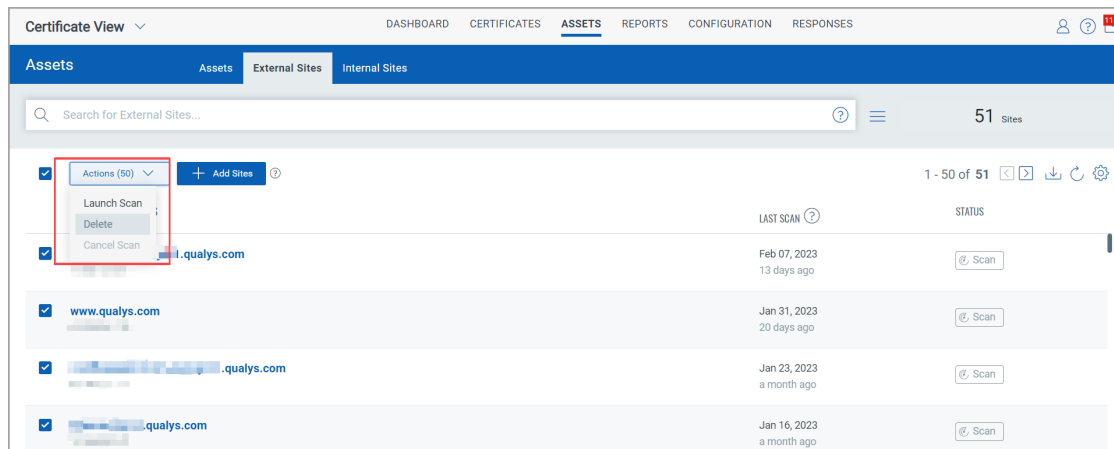 Certificate View DASHBOARD CERTIFICATES ASSETS REPORTS CONFIGURATION RESPONSES 11
Assets Assets External Sites Internal Sites
Search for External Sites... 51 Sites
Actions (50) + Add Sites 1 - 50 of 51
Launch Scan
Delete
Cancel Scan
LAST SCAN STATUS
.qualys.com Feb 07, 2023 Scan
13 days ago
www.qualys.com Jan 31, 2023 Scan
20 days ago
.qualys.com Jan 23, 2023 Scan
a month ago
.qualys.com Jan 16, 2023 Scan
a month ago